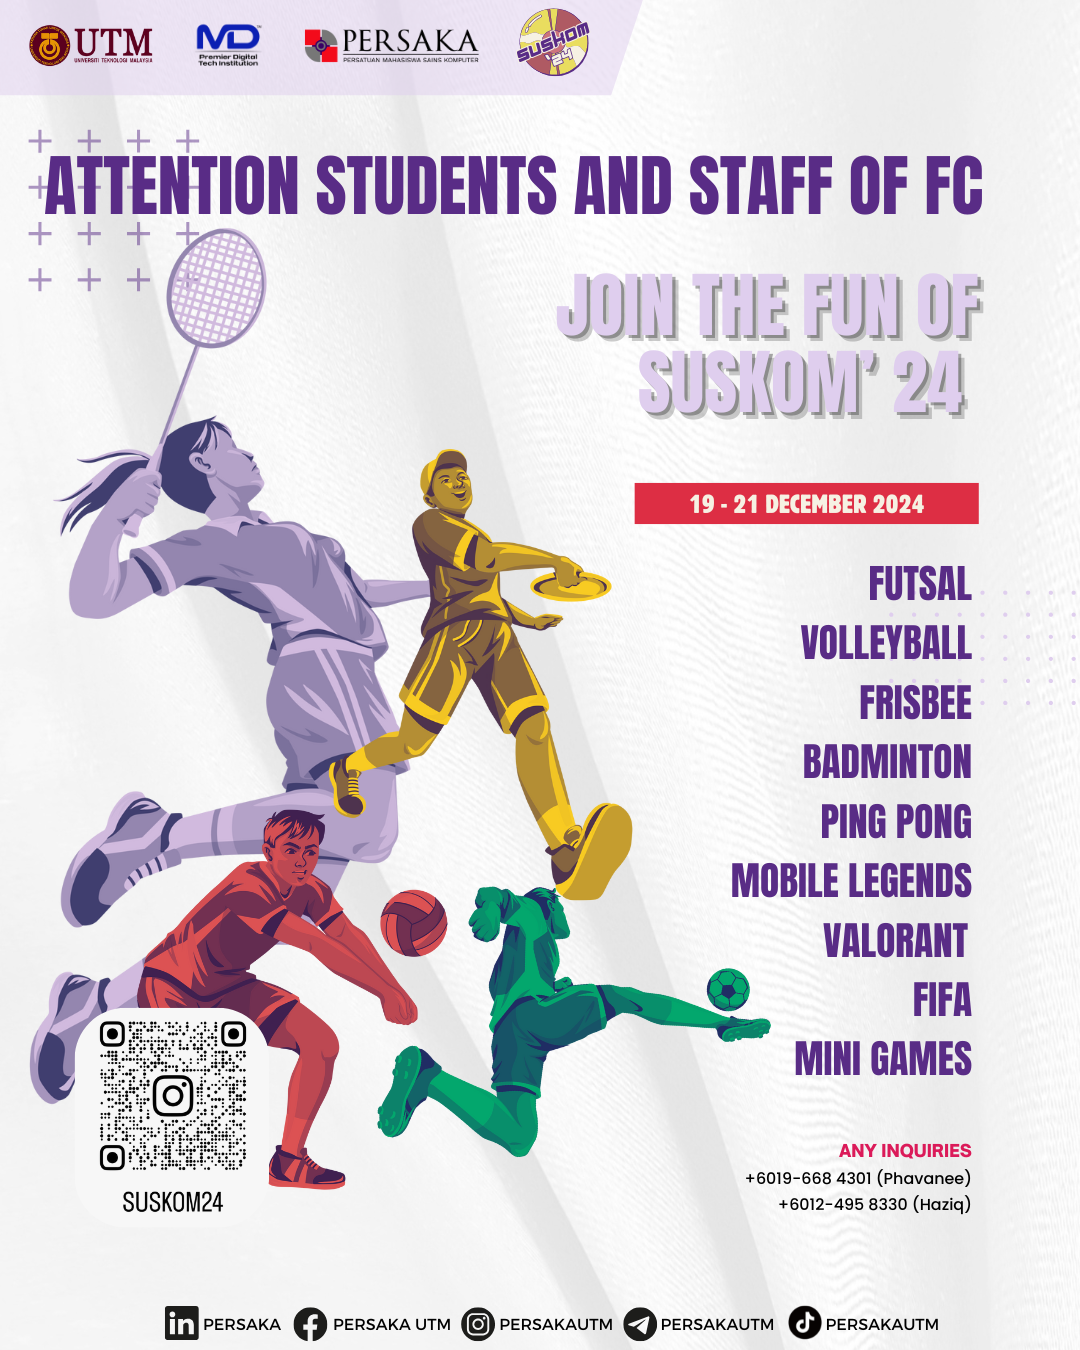 UTM
UNIVERSITI TEKNOLOGI MALAYSIA
MD
Premier Digital
Tech Institution
PERSAKA
PERSATUAN MAHASISWA SAINS KOMPUTER
SUSKOM
'24
ATTENTION STUDENTS AND STAFF OF FC
JOIN THE FUN OF
SUSKOM' 24
19 - 21 DECEMBER 2024
FUTSAL
VOLLEYBALL
FRISBEE
BADMINTON
PING PONG
MOBILE LEGENDS
VALORANT
FIFA
MINI GAMES
ANY INQUIRIES
+6019-668 4301 (Phavanee)
+6012-495 8330 (Haziq)
SUSKOM24
PERSAKA
PERSAKA UTM
PERSAKAUTM
PERSAKAUTM
PERSAKAUTM